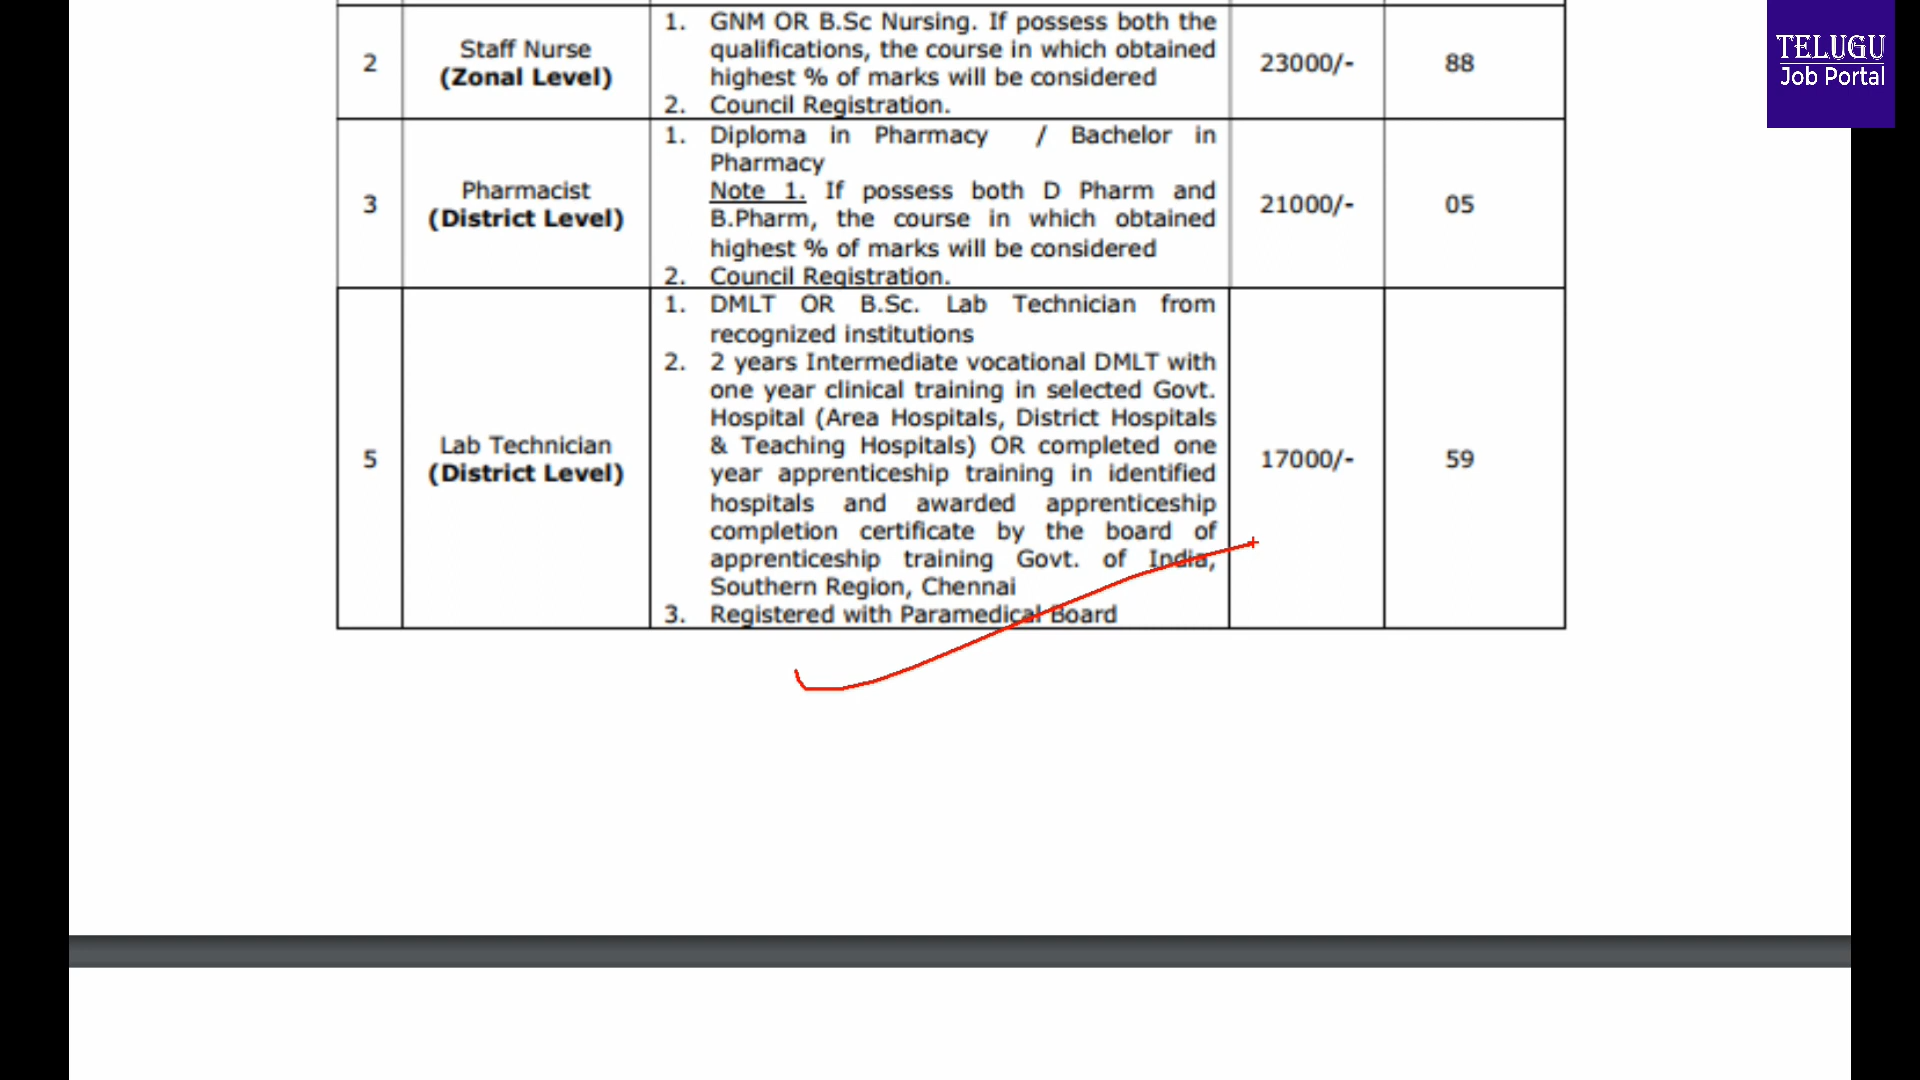 TELUGU
Job Portal
2
Staff Nurse
(Zonal Level)
1. GNM OR B.Sc Nursing. If possess both the
qualifications, the course in which obtained
highest % of marks will be considered
2. Council Registration.
23000/-
88
3
Pharmacist
(District Level)
1. Diploma in Pharmacy / Bachelor in
Pharmacy
Note 1. If possess both D Pharm and
B.Pharm, the course in which obtained
highest % of marks will be considered
2. Council Registration.
21000/-
05
5
Lab Technician
(District Level)
1. DMLT OR B.Sc. Lab Technician from
recognized institutions
2. 2 years Intermediate vocational DMLT with
one year clinical training in selected Govt.
Hospital (Area Hospitals, District Hospitals
& Teaching Hospitals) OR completed one
year apprenticeship training in identified
hospitals and awarded apprenticeship
completion certificate by the board of
apprenticeship training Govt. of India,
Southern Region, Chennai
3. Registered with Paramedical Board
17000/-
59